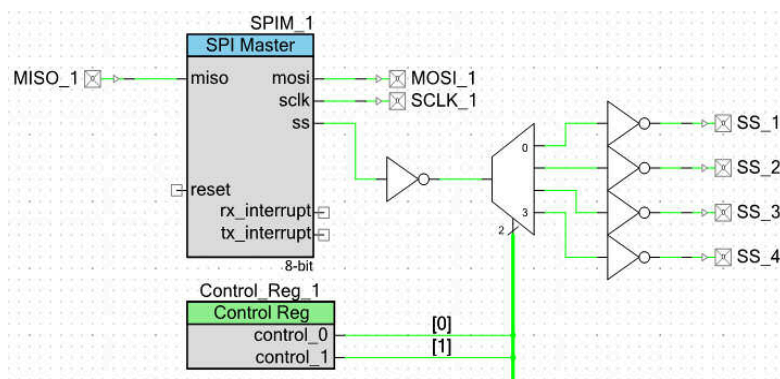 SPIM_1
SPI Master
MISO_1
miso
mosi
MOSI_1
sclk
SCLK_1
ss
reset
rx_interrupt
tx_interrupt
8-bit
0
3
2
SS_1
SS_2
SS_3
SS_4
Control_Reg_1
Control Reg
control_0
[0]
control_1
[1]